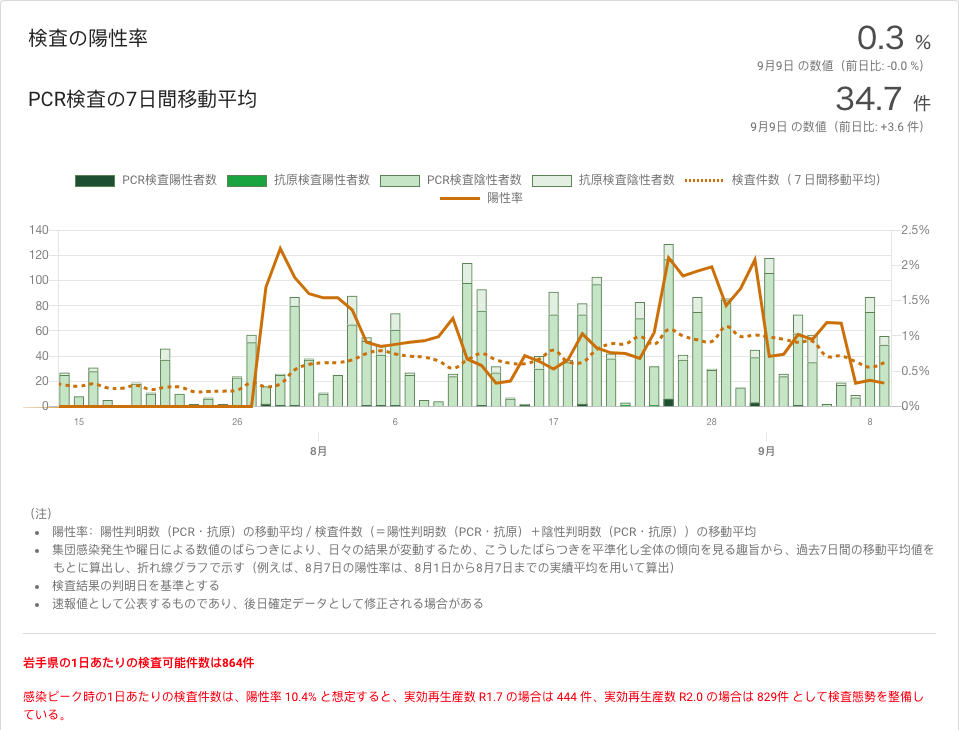 検査の陽性率
0.3 %
9月9日 の数値（前日比: -0.0 %）
PCR検査の7日間移動平均
34.7 件
9月9日 の数値（前日比: +3.6 件）
PCR検査陽性者数 抗原検査陽性者数 PCR検査陰性者数 抗原検査陰性者数 検査件数（７日間移動平均）
陽性率
140 2.5%
120 2%
100 1.5%
80
60 1%
40 0.5%
20
0 0%
15 26 6 17 28 8
8月 9月
（注）
• 陽性率：陽性判明数（PCR・抗原）の移動平均 / 検査件数（＝陽性判明数（PCR・抗原）＋陰性判明数（PCR・抗原））の移動平均
• 集団感染発生や曜日による数値のばらつきにより、日々の結果が変動するため、こうしたばらつきを平準化し全体の傾向を見る趣旨から、過去7日間の移動平均値を
もとに算出し、折れ線グラフで示す（例えば、8月7日の陽性率は、8月1日から8月7日までの実績平均を用いて算出）
• 検査結果の判明日を基準とする
• 速報値として公表するものであり、後日確定データとして修正される場合がある
岩手県の1日あたりの検査可能件数は864件
感染ピーク時の1日あたりの検査件数は、陽性率 10.4% と想定すると、実効再生産数 R1.7 の場合は 444 件、実効再生産数 R2.0 の場合は 829件 として検査態勢を整備し
ている。